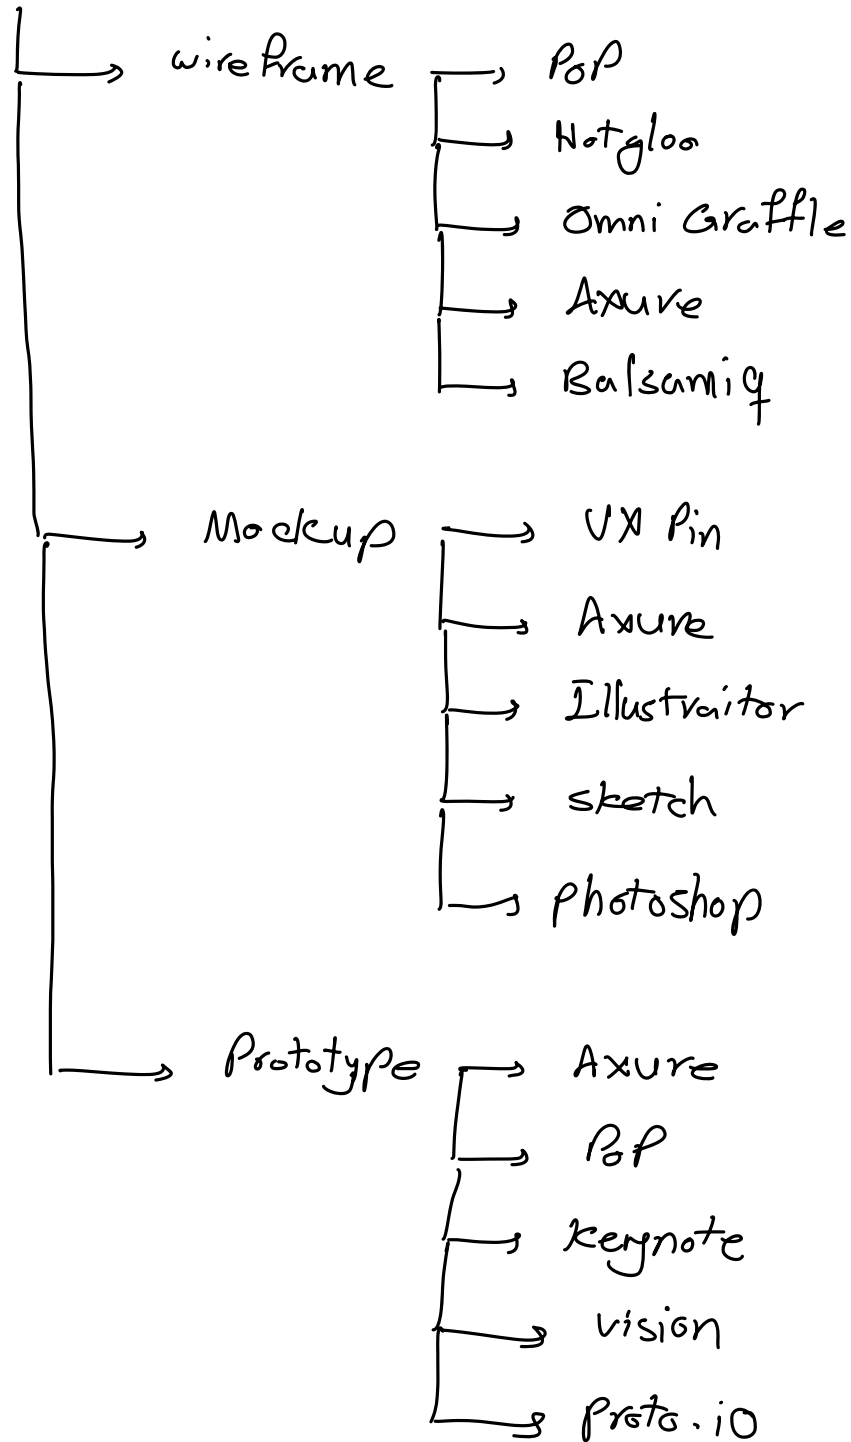 wireframe
POP
Notgloo
Omni Graffle
Axure
Balsamiq
Mockup
UX Pin
Axure
Illustraitor
sketch
photoshop
Prototype
Axure
POP
keynote
vision
proto.io